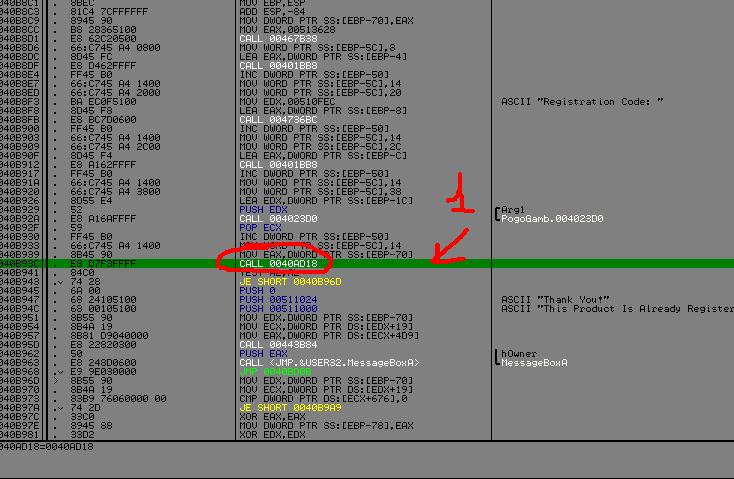 040B8C1 . 8BEC MOV EBP,ESP
040B8C3 . 81C4 7CFFFFFF ADD ESP,-84
040B8C9 . 8945 90 MOV DWORD PTR SS:[EBP-70],EAX
040B8CC . B8 28365100 MOV EAX,00513628
040B8D1 . E8 62C20500 CALL 00467B38
040B8D6 . 66:C745 A4 0800 MOV WORD PTR SS:[EBP-5C],8
040B8DC . 8D45 FC LEA EAX,DWORD PTR SS:[EBP-4]
040B8DF . E8 D462FFFF CALL 00401BB8
040B8E4 . FF45 B0 INC DWORD PTR SS:[EBP-50]
040B8E7 . 66:C745 A4 1400 MOV WORD PTR SS:[EBP-5C],14
040B8ED . 66:C745 A4 2000 MOV WORD PTR SS:[EBP-5C],20
040B8F3 . BA EC0F5100 MOV EDX,00510FEC ASCII "Registration Code: "
040B8F8 . 8D45 F8 LEA EAX,DWORD PTR SS:[EBP-8]
040B8FB . E8 BC7D0600 CALL 004736BC
040B900 . FF45 B0 INC DWORD PTR SS:[EBP-50]
040B903 . 66:C745 A4 1400 MOV WORD PTR SS:[EBP-5C],14
040B909 . 66:C745 A4 2C00 MOV WORD PTR SS:[EBP-5C],2C
040B90F . 8D45 F4 LEA EAX,DWORD PTR SS:[EBP-C]
040B912 . E8 A162FFFF CALL 00401BB8
040B917 . FF45 B0 INC DWORD PTR SS:[EBP-50]
040B91A . 66:C745 A4 1400 MOV WORD PTR SS:[EBP-5C],14
040B920 . 66:C745 A4 3800 MOV WORD PTR SS:[EBP-5C],38
040B926 . 8D55 E4 LEA EDX,DWORD PTR SS:[EBP-1C]
1
040B929 . 52 PUSH EDX Arg1
040B92A . E8 A16AFFFF CALL 004023D0 PogoGamb.004023D0
040B92F . 59 POP ECX
040B930 . FF45 B0 INC DWORD PTR SS:[EBP-50]
040B933 . 66:C745 A4 1400 MOV WORD PTR SS:[EBP-5C],14
040B939 . 8B45 90 MOV EAX,DWORD PTR SS:[EBP-70]
040B93C . E8 D7F3FFFF CALL 0040AD18
040B941 . 84C0 TEST AL,AL
040B943 . 74 28 JE SHORT 0040B96D
040B945 . 6A 00 PUSH 0
040B947 . 68 24105100 PUSH 00511024 ASCII "Thank You!"
040B94C . 68 00105100 PUSH 00511000 ASCII "This Product Is Already Register
040B951 . 8B55 90 MOV EDX,DWORD PTR SS:[EBP-70]
040B954 . 8B4A 19 MOV ECX,DWORD PTR DS:[EDX+19]
040B957 . 8B81 D9040000 MOV EAX,DWORD PTR DS:[ECX+4D9]
040B95D . E8 22820300 CALL 00443B84
040B962 . 50 PUSH EAX hOwner
040B963 . E8 248D0600 CALL <JMP.&USER32.MessageBoxA> MessageBoxA
040B968 . E9 9E030000 JMP
040B96D > 8B55 90 MOV EDX,DWORD PTR SS:[EBP-70]
040B970 . 8B4A 19 MOV ECX,DWORD PTR DS:[EDX+19]
040B973 . 83B9 76060000 00 CMP DWORD PTR DS:[ECX+676],0
040B97A . 74 2D JE SHORT 0040B9A9
040B97C . 33C0 XOR EAX,EAX
040B97E . 8945 88 MOV DWORD PTR SS:[EBP-78],EAX
040B981 . 33D2 XOR EDX,EDX
040AD18=0040AD18